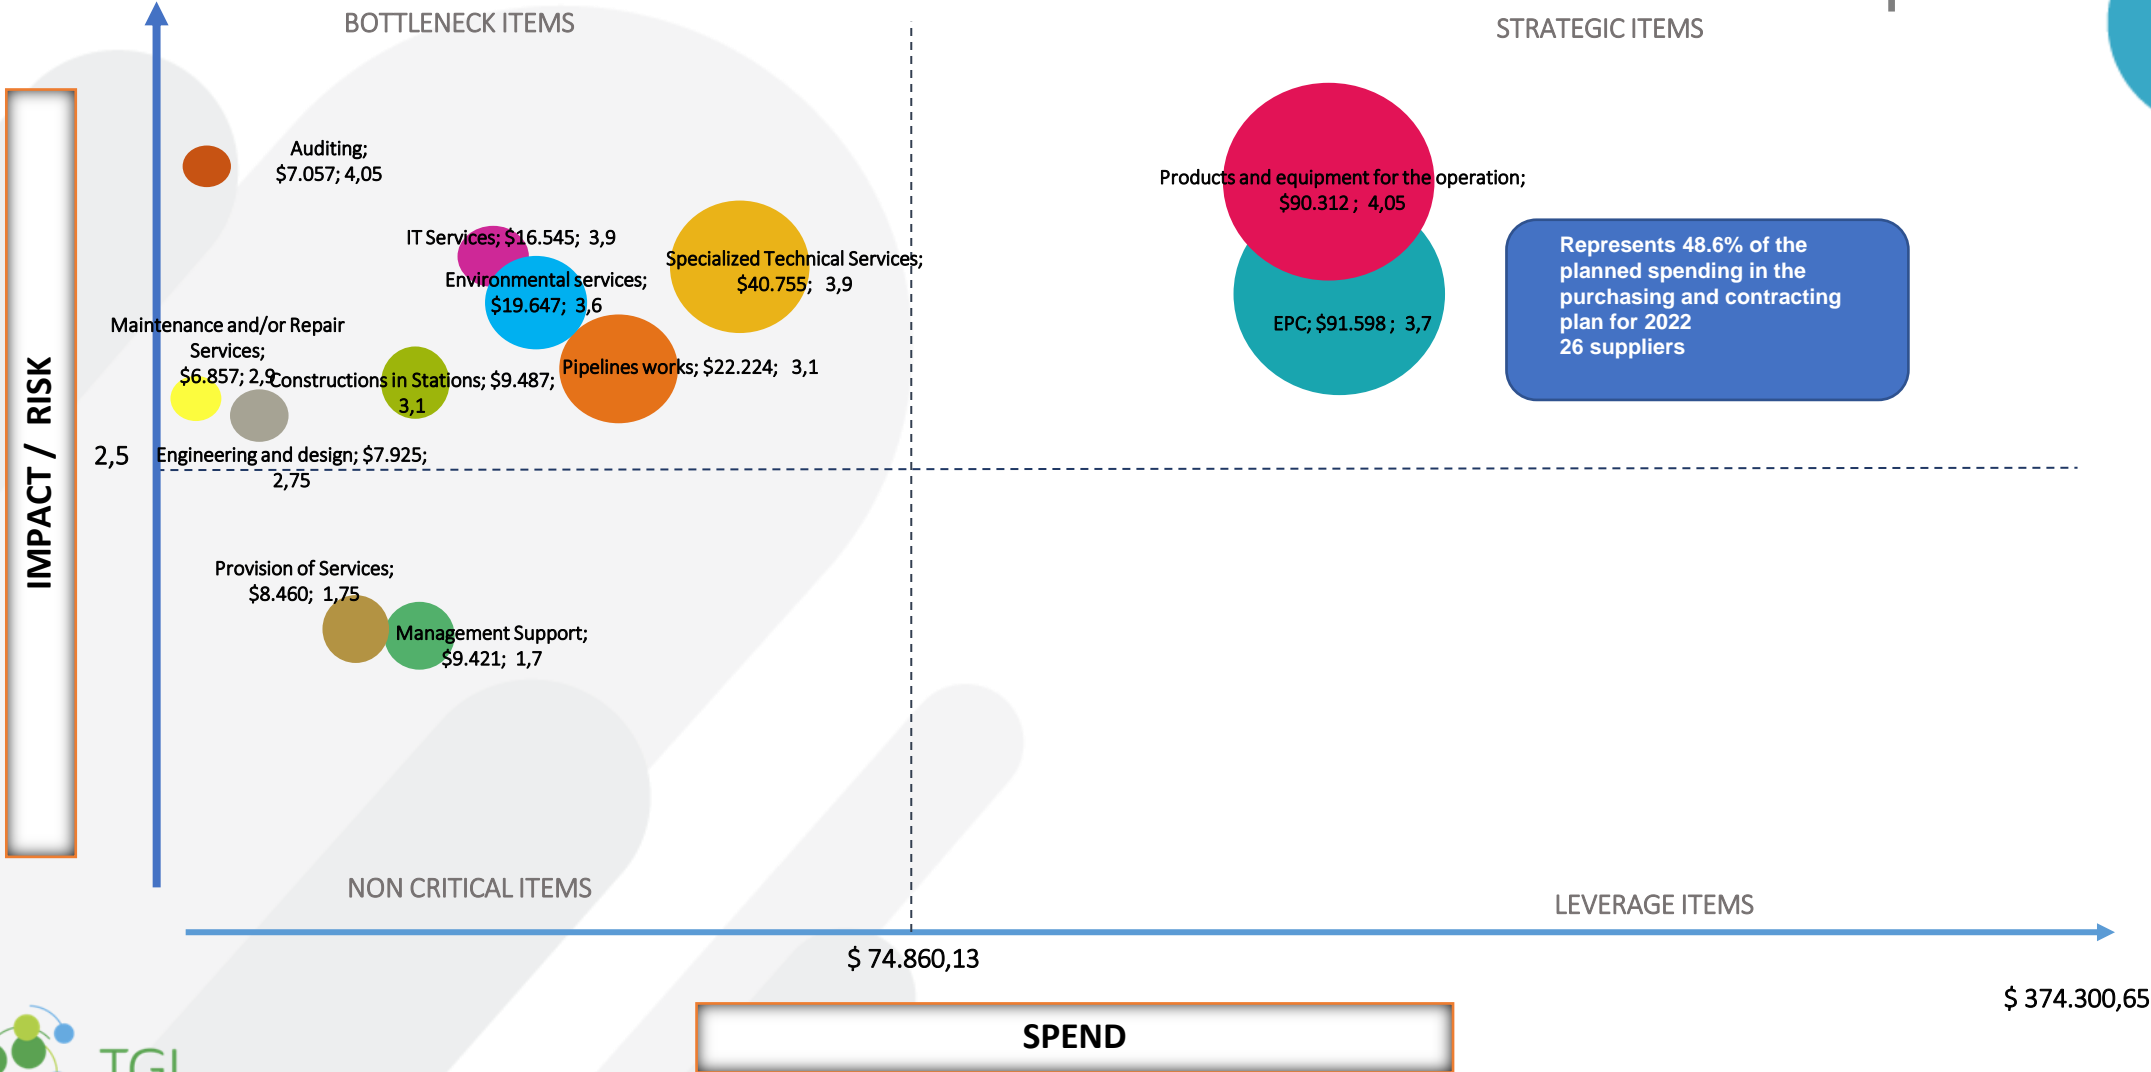 BOTTLENECK ITEMS
STRATEGIC ITEMS
Auditing;
$7.057; 4,05
Products and equipment for the operation;
$90.312 ; 4,05
IT Services; $16.545; 3,9
Environmental services;
$19.647; 3,6
Specialized Technical Services;
$40.755; 3,9
Represents 48.6% of the
planned spending in the
purchasing and contracting
plan for 2022
26 suppliers
Maintenance and/or Repair
Services;
$6.857; 2,9
EPC; $91.598 ; 3,7
Constructions in Stations; $9.487;
3,1
Pipelines works; $22.224; 3,1
IMPACT / RISK
2,5
Engineering and design; $7.925;
2,75
Provision of Services;
$8.460; 1,75
Management Support;
$9.421; 1,7
NON CRITICAL ITEMS
LEVERAGE ITEMS
$ 74.860,13
$ 374.300,65
SPEND
TGI